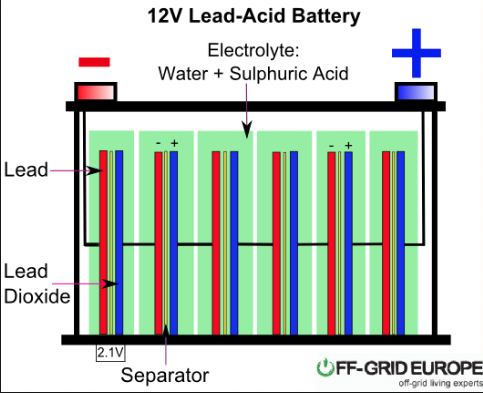 12V Lead-Acid Battery
Electrolyte:
Water + Sulphuric Acid
- +
- +
- +
Lead
Lead
Dioxide
2.1V
Separator
OFF-GRID EUROPE
off-grid living experts